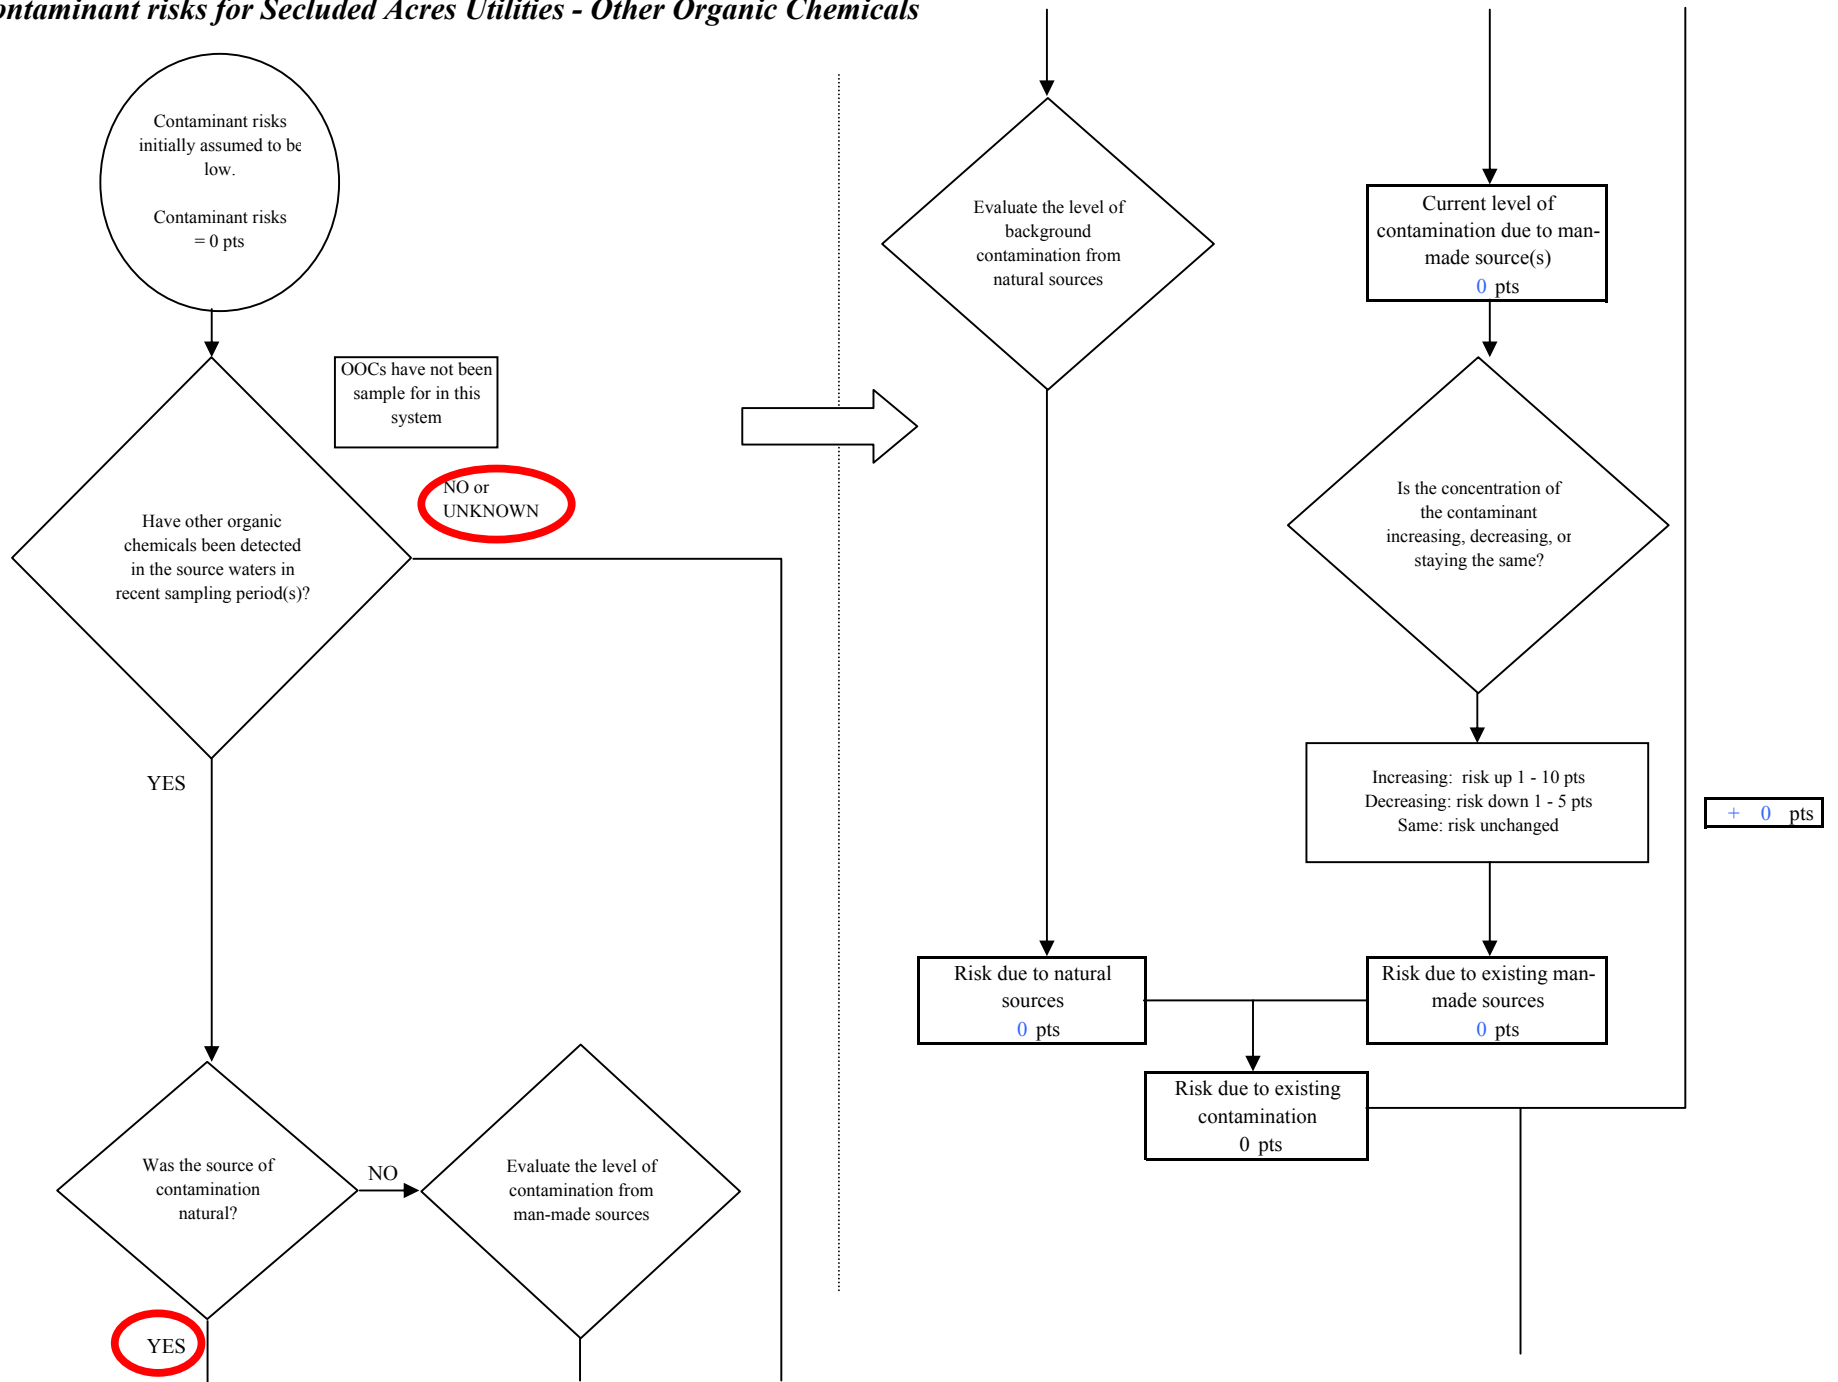 ontaminant risks for Secluded Acres Utilities - Other Organic Chemicals
Contaminant risks
initially assumed to be
low.
Contaminant risks
= 0 pts
OOCs have not been
sample for in this
system
NO or
UNKNOWN
Have other organic
chemicals been detected
in the source waters in
recent sampling period(s)?
YES
Was the source of
contamination
natural?
NO
Evaluate the level of
contamination from
man-made sources
YES
Evaluate the level of
background
contamination from
natural sources
Current level of
contamination due to man-
made source(s)
0 pts
Is the concentration of
the contaminant
increasing, decreasing, or
staying the same?
Increasing: risk up 1 - 10 pts
Decreasing: risk down 1 - 5 pts
Same: risk unchanged
+ 0 pts
Risk due to natural
sources
0 pts
Risk due to existing man-
made sources
0 pts
Risk due to existing
contamination
0 pts